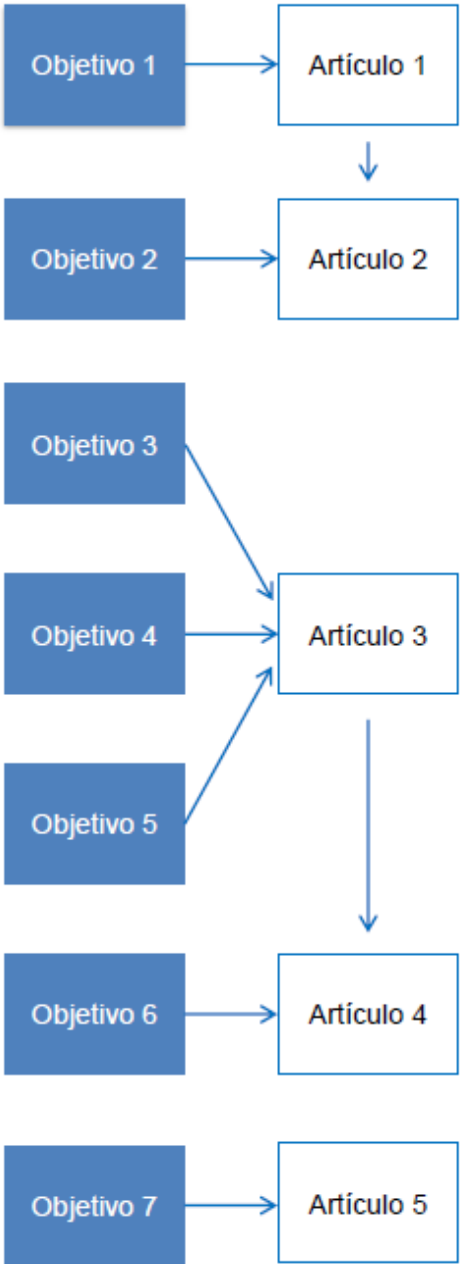 Objetivo 1
Artículo 1
Objetivo 2
Artículo 2
Objetivo 3
Objetivo 4
Artículo 3
Objetivo 5
Objetivo 6
Artículo 4
Objetivo 7
Artículo 5